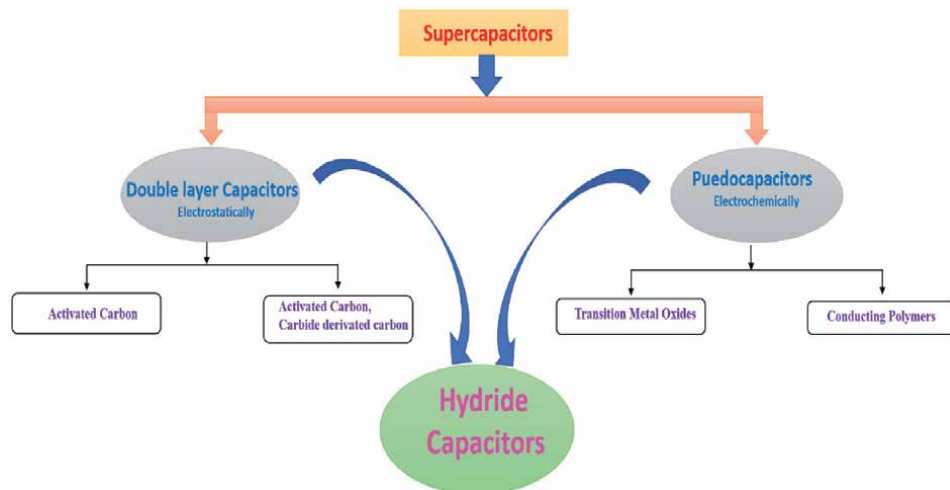 Supercapacitors
Double layer Capacitors
Electrostatically
Puedocapacitors
Electrochemically
Activated Carbon
Activated Carbon,
Carbide derivated carbon
Transition Metal Oxides
Conducting Polymers
Hydride
Capacitors